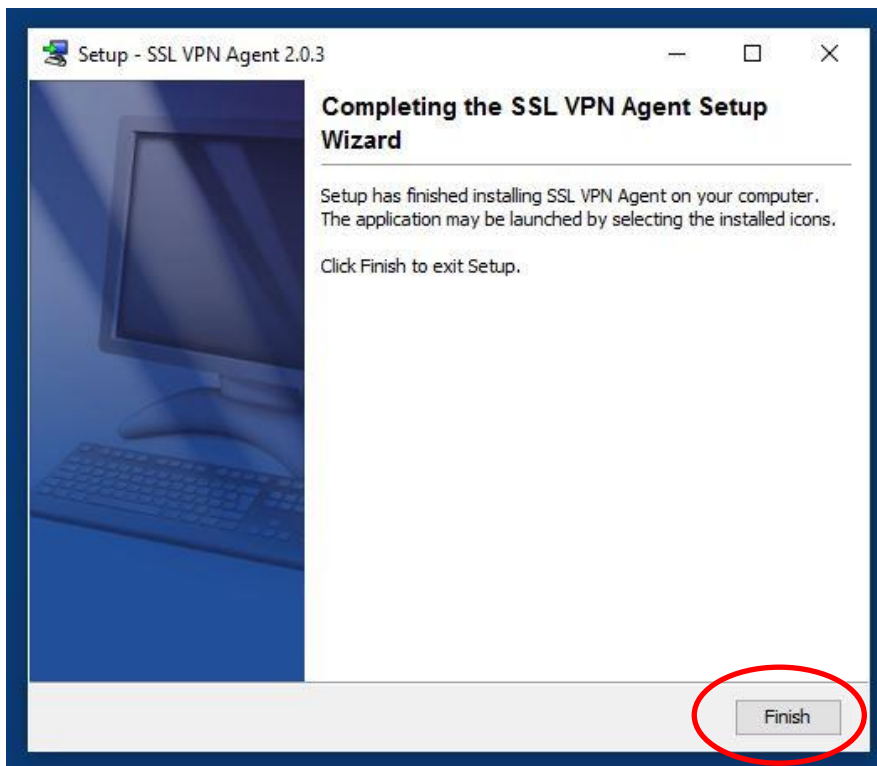 Setup - SSL VPN Agent 2.0.3
Completing the SSL VPN Agent Setup
Wizard
Setup has finished installing SSL VPN Agent on your computer.
The application may be launched by selecting the installed icons.
Click Finish to exit Setup.
Finish